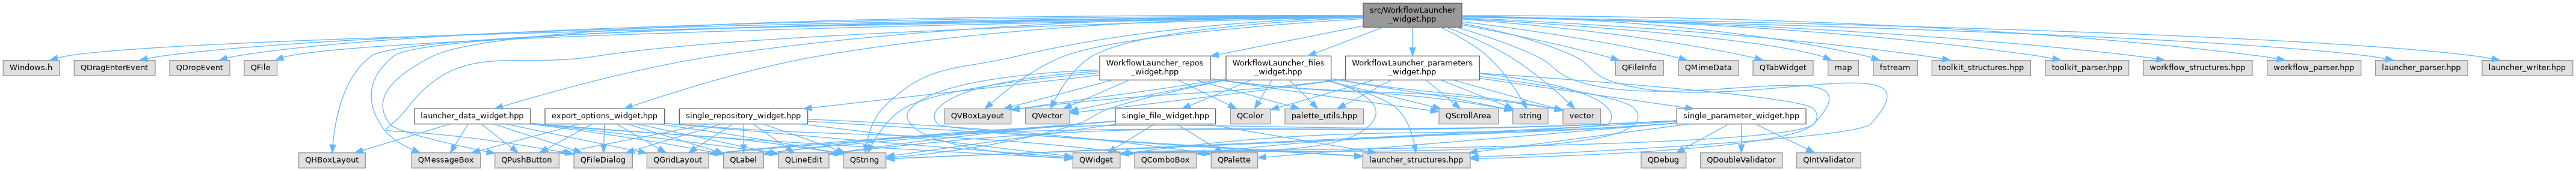 src/WorkflowLauncher
_widget.hpp
Windows.h
QDragEnterEvent
QDropEvent
QFile
WorkflowLauncher_repos
_widget.hpp
WorkflowLauncher_files
_widget.hpp
WorkflowLauncher_parameters
_widget.hpp
QFileInfo
QMimeData
QTabWidget
map
fstream
toolkit_structures.hpp
toolkit_parser.hpp
workflow_structures.hpp
workflow_parser.hpp
launcher_parser.hpp
launcher_writer.hpp
launcher_data_widget.hpp
export_options_widget.hpp
single_repository_widget.hpp
QVBoxLayout
QVector
single_file_widget.hpp
QColor
palette_utils.hpp
QScrollArea
string
vector
single_parameter_widget.hpp
QHBoxLayout
QMessageBox
QPushButton
QFileDialog
QGridLayout
QLabel
QLineEdit
QString
QWidget
QComboBox
QPalette
launcher_structures.hpp
QDebug
QDoubleValidator
QIntValidator